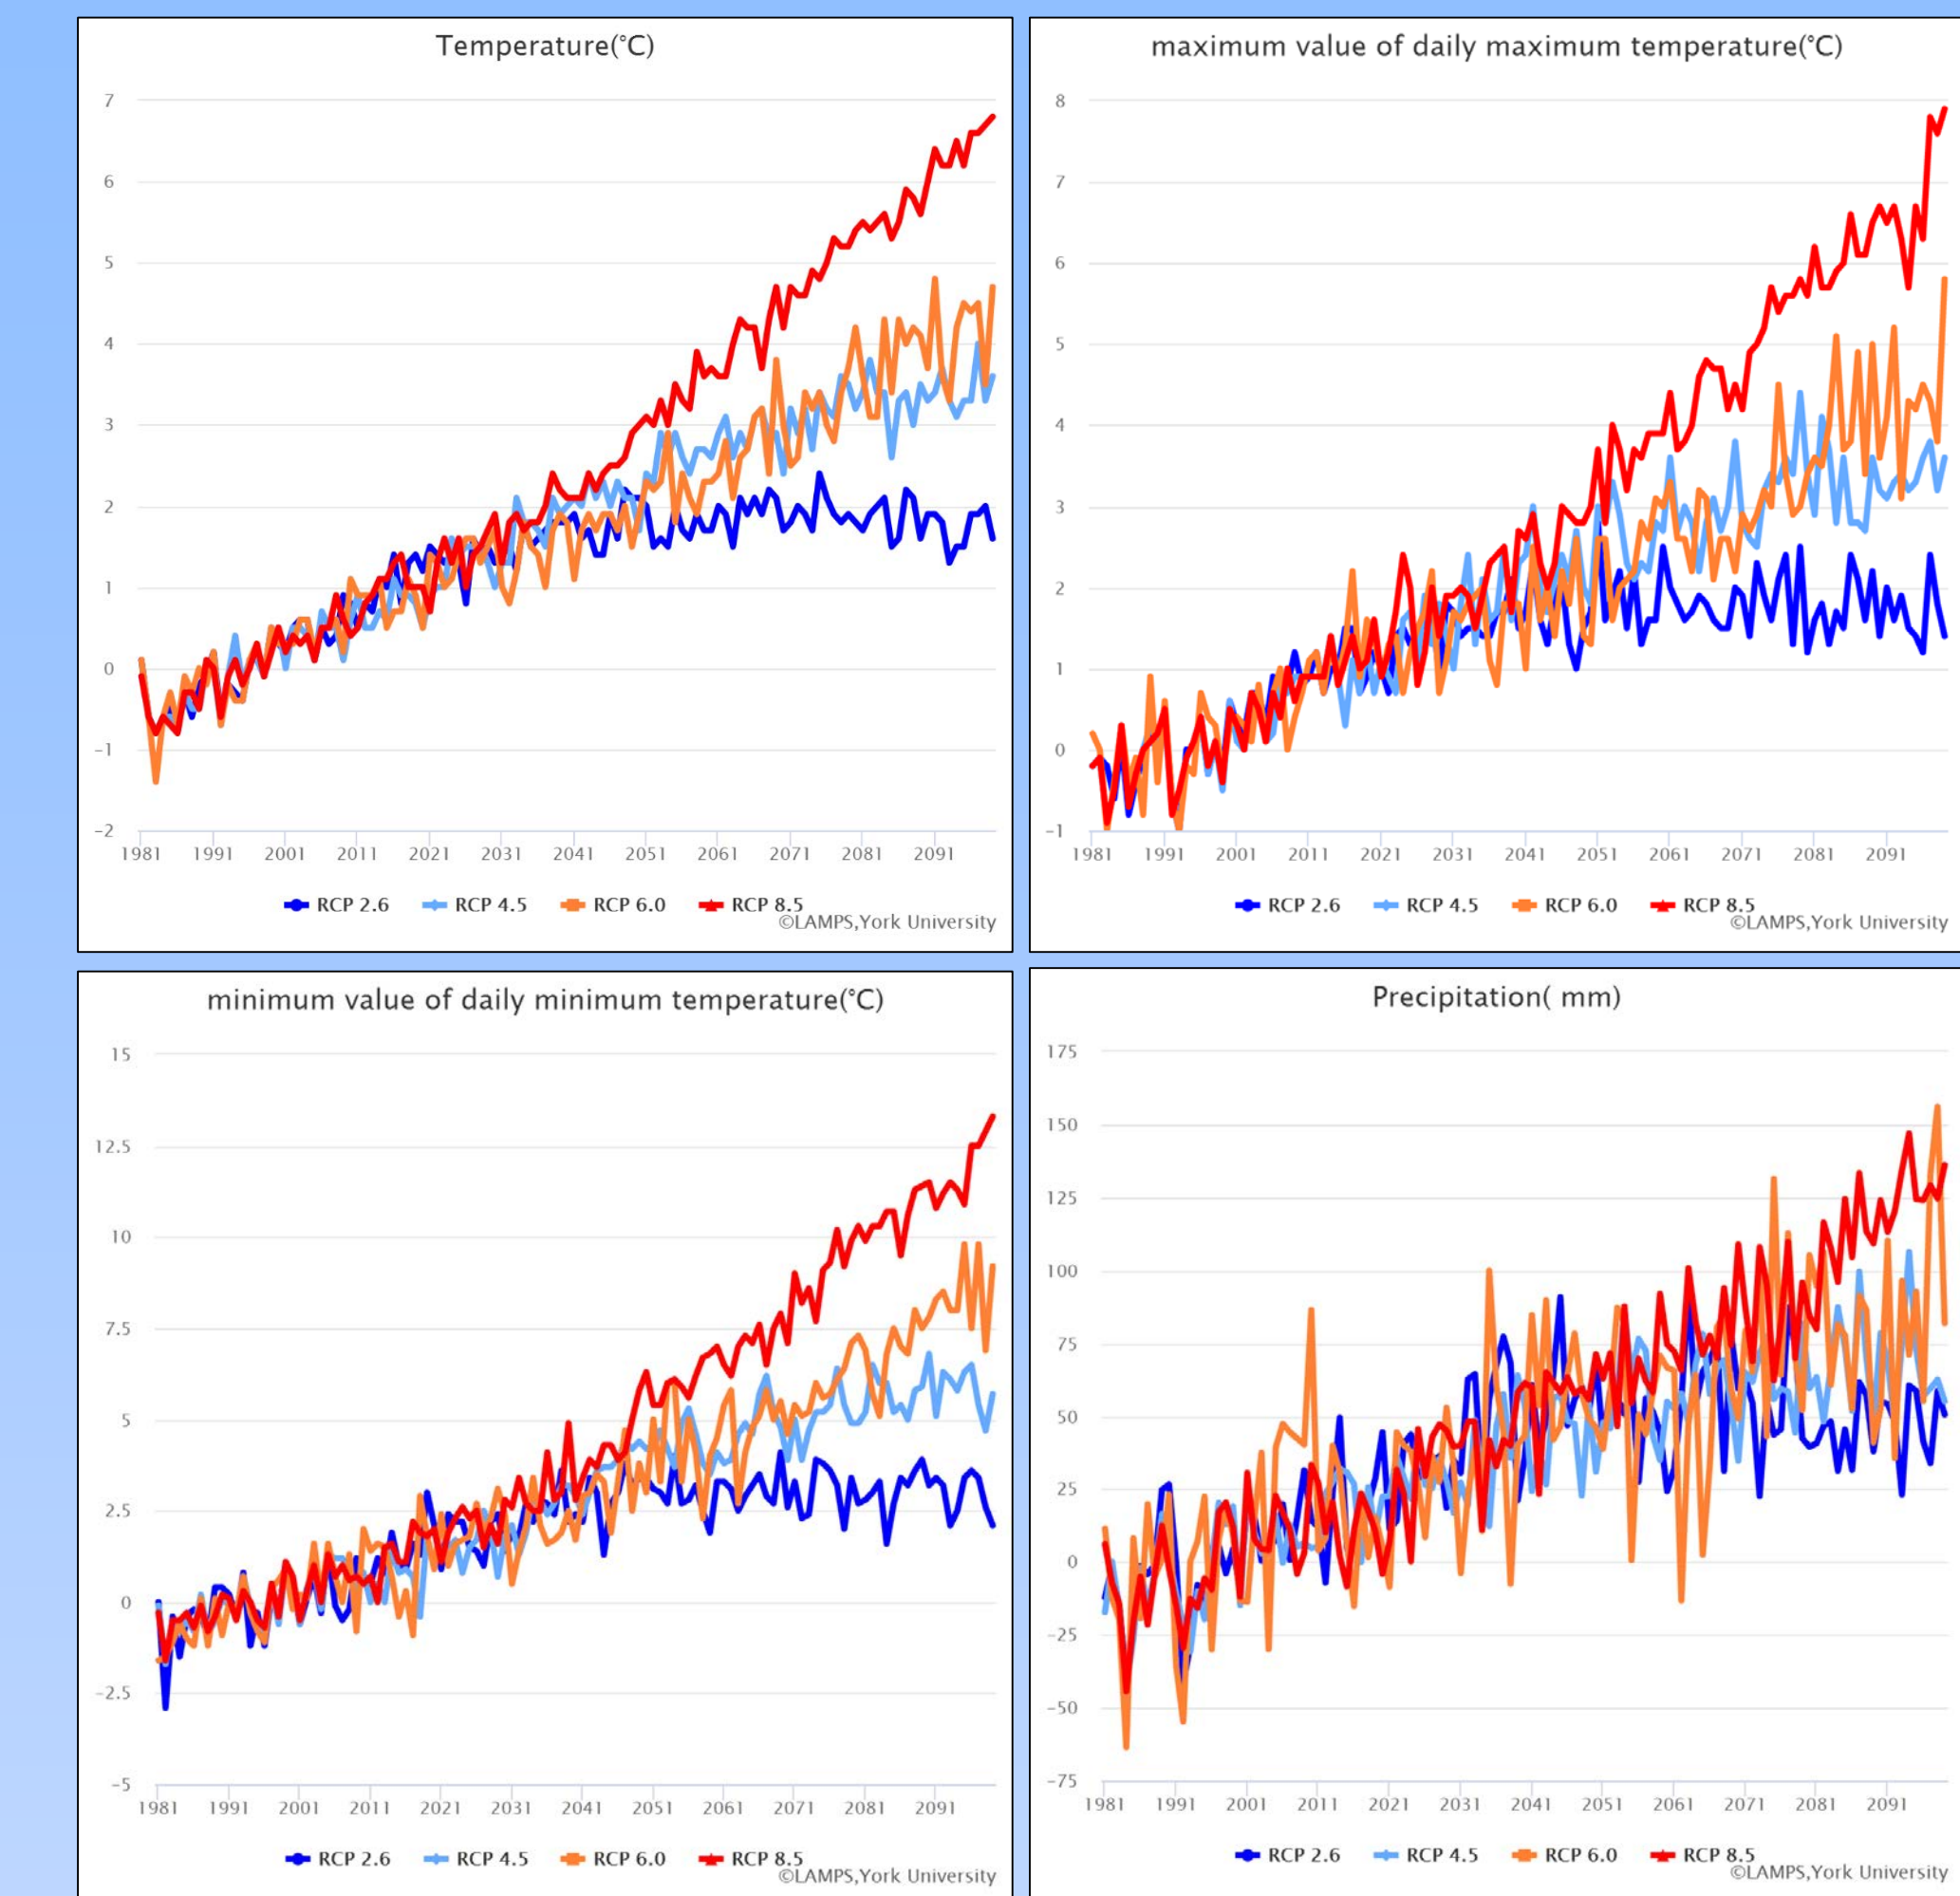 Temperature(°C)
7
6
5
4
3
2
1
0
−1
−2
1981 1991 2001 2011 2021 2031 2041 2051 2061 2071 2081 2091
RCP 2.6 RCP 4.5 RCP 6.0 RCP 8.5
©LAMPS,York University
maximum value of daily maximum temperature(°C)
8
7
6
5
4
3
2
1
0
−1
1981 1991 2001 2011 2021 2031 2041 2051 2061 2071 2081 2091
RCP 2.6 RCP 4.5 RCP 6.0 RCP 8.5
©LAMPS,York University
minimum value of daily minimum temperature(°C)
15
12.5
10
7.5
5
2.5
0
−2.5
−5
1981 1991 2001 2011 2021 2031 2041 2051 2061 2071 2081 2091
RCP 2.6 RCP 4.5 RCP 6.0 RCP 8.5
©LAMPS,York University
Precipitation( mm)
175
150
125
100
75
50
25
0
−25
−50
−75
1981 1991 2001 2011 2021 2031 2041 2051 2061 2071 2081 2091
RCP 2.6 RCP 4.5 RCP 6.0 RCP 8.5
©LAMPS,York University